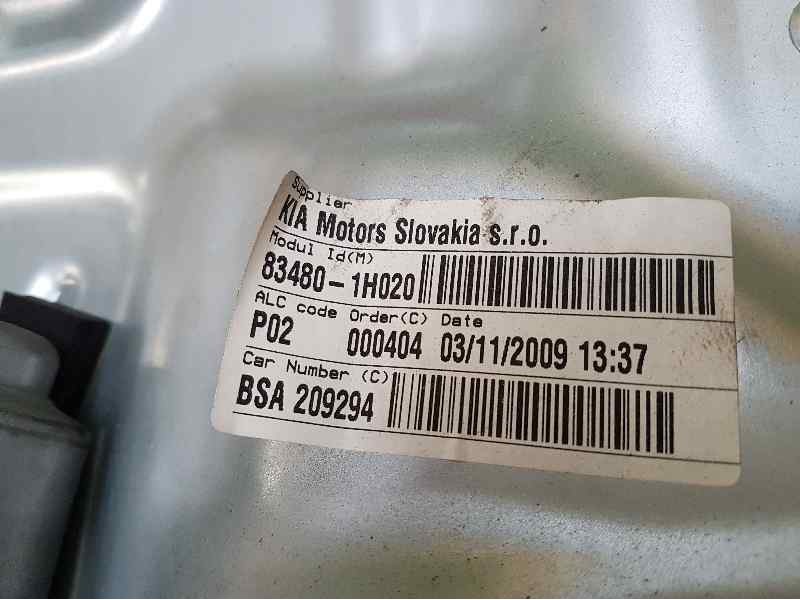 Supplier
KIA Motors Slovakia s.r.o.
Modul Id(M)
83480-1H020
ALC code Order(C) Date
P02 000404 03/11/2009 13:37
Car Number (C)
BSA 209294